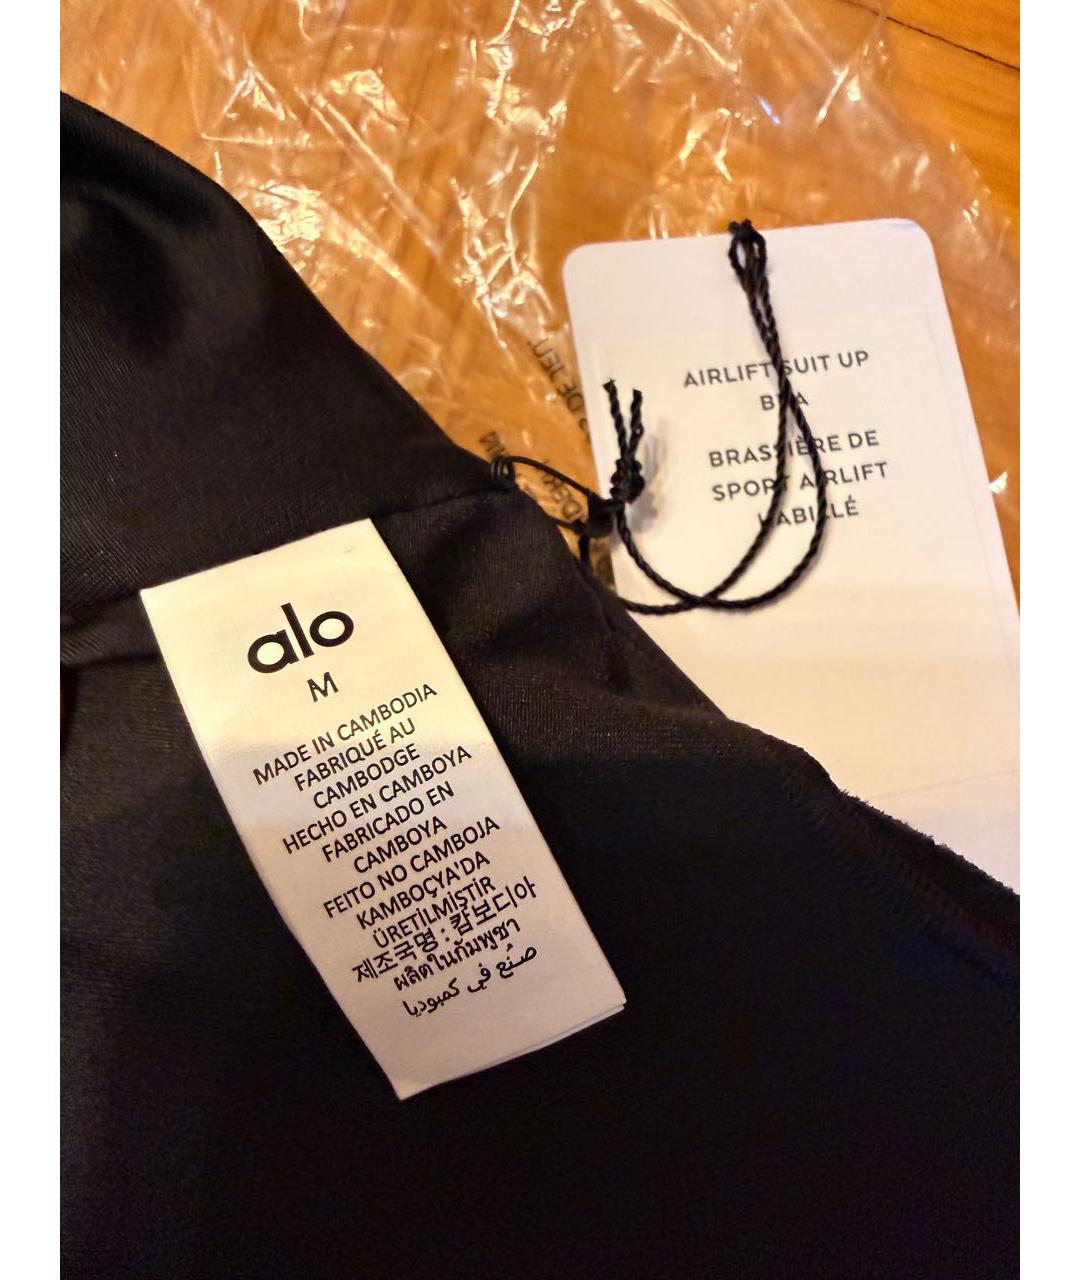 alo
M
MADE IN CAMBODIA
FABRIQUÉ AU
CAMBODGE
HECHO EN CAMBOYA
FABRICADO EN
CAMBOYA
FEITO NO CAMBOJA
KAMBOÇYA'DA
ÜRETİLMİŞTİR
제조국명 : 캄보디아
ผลิตในกัมพูชา
صنع في كمبوديا
AIRLIFT SUIT UP
BRA
BRASSIÈRE DE
SPORT AIRLIFT
HABILLÉ